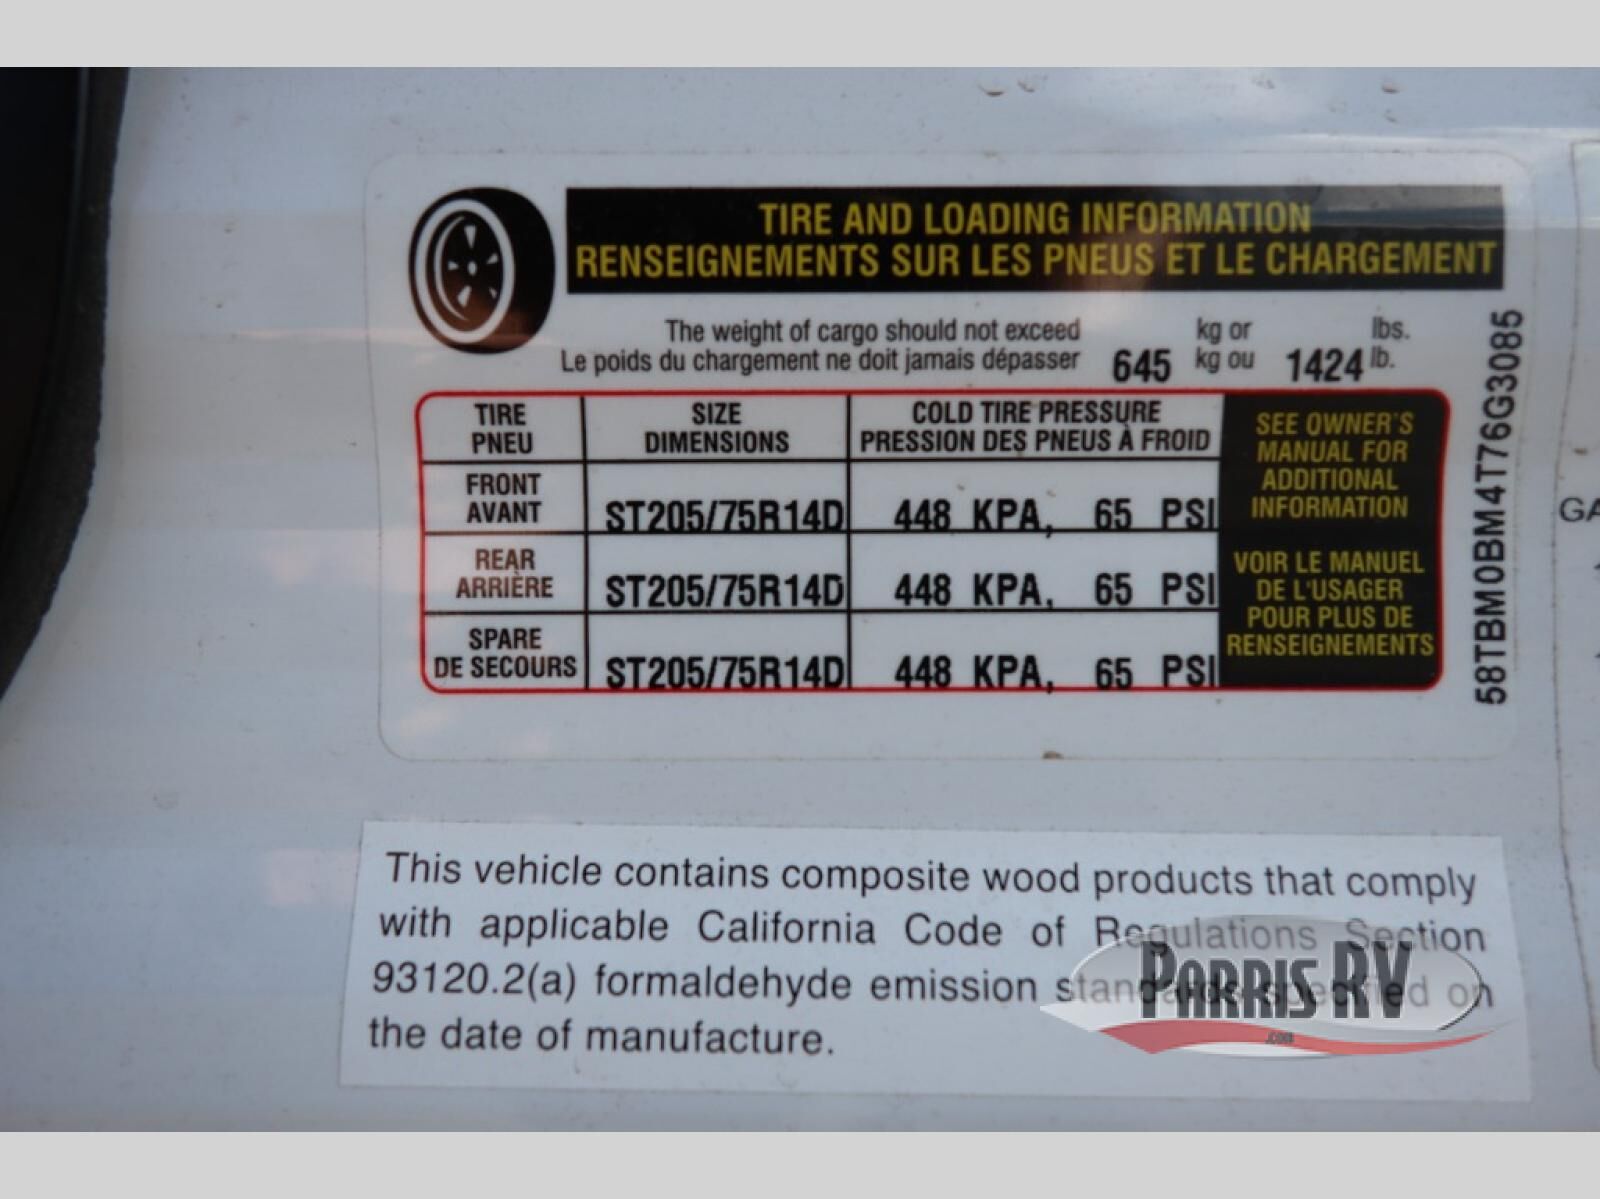 TIRE AND LOADING INFORMATION
RENSEIGNEMENTS SUR LES PNEUS ET LE CHARGEMENT
The weight of cargo should not exceed kg or lbs.
Le poids du chargement ne doit jamais dépasser 645 kg ou 1424 lb.
TIRE PNEU
SIZE DIMENSIONS
COLD TIRE PRESSURE
PRESSION DES PNEUS À FROID
FRONT
AVANT
ST205/75R14D 448 KPA, 65 PSI
REAR
ARRIÈRE
ST205/75R14D 448 KPA, 65 PSI
SPARE
DE SECOURS
ST205/75R14D 448 KPA, 65 PSI
SEE OWNER'S
MANUAL FOR
ADDITIONAL
INFORMATION
VOIR LE MANUEL
DE L'USAGER
POUR PLUS DE
RENSEIGNEMENTS
58TBM0BM4T76G3085
GA
This vehicle contains composite wood products that comply
with applicable California Code of Regulations Section
93120.2(a) formaldehyde emission standards specified on
the date of manufacture.
PARRIS RV
.COM